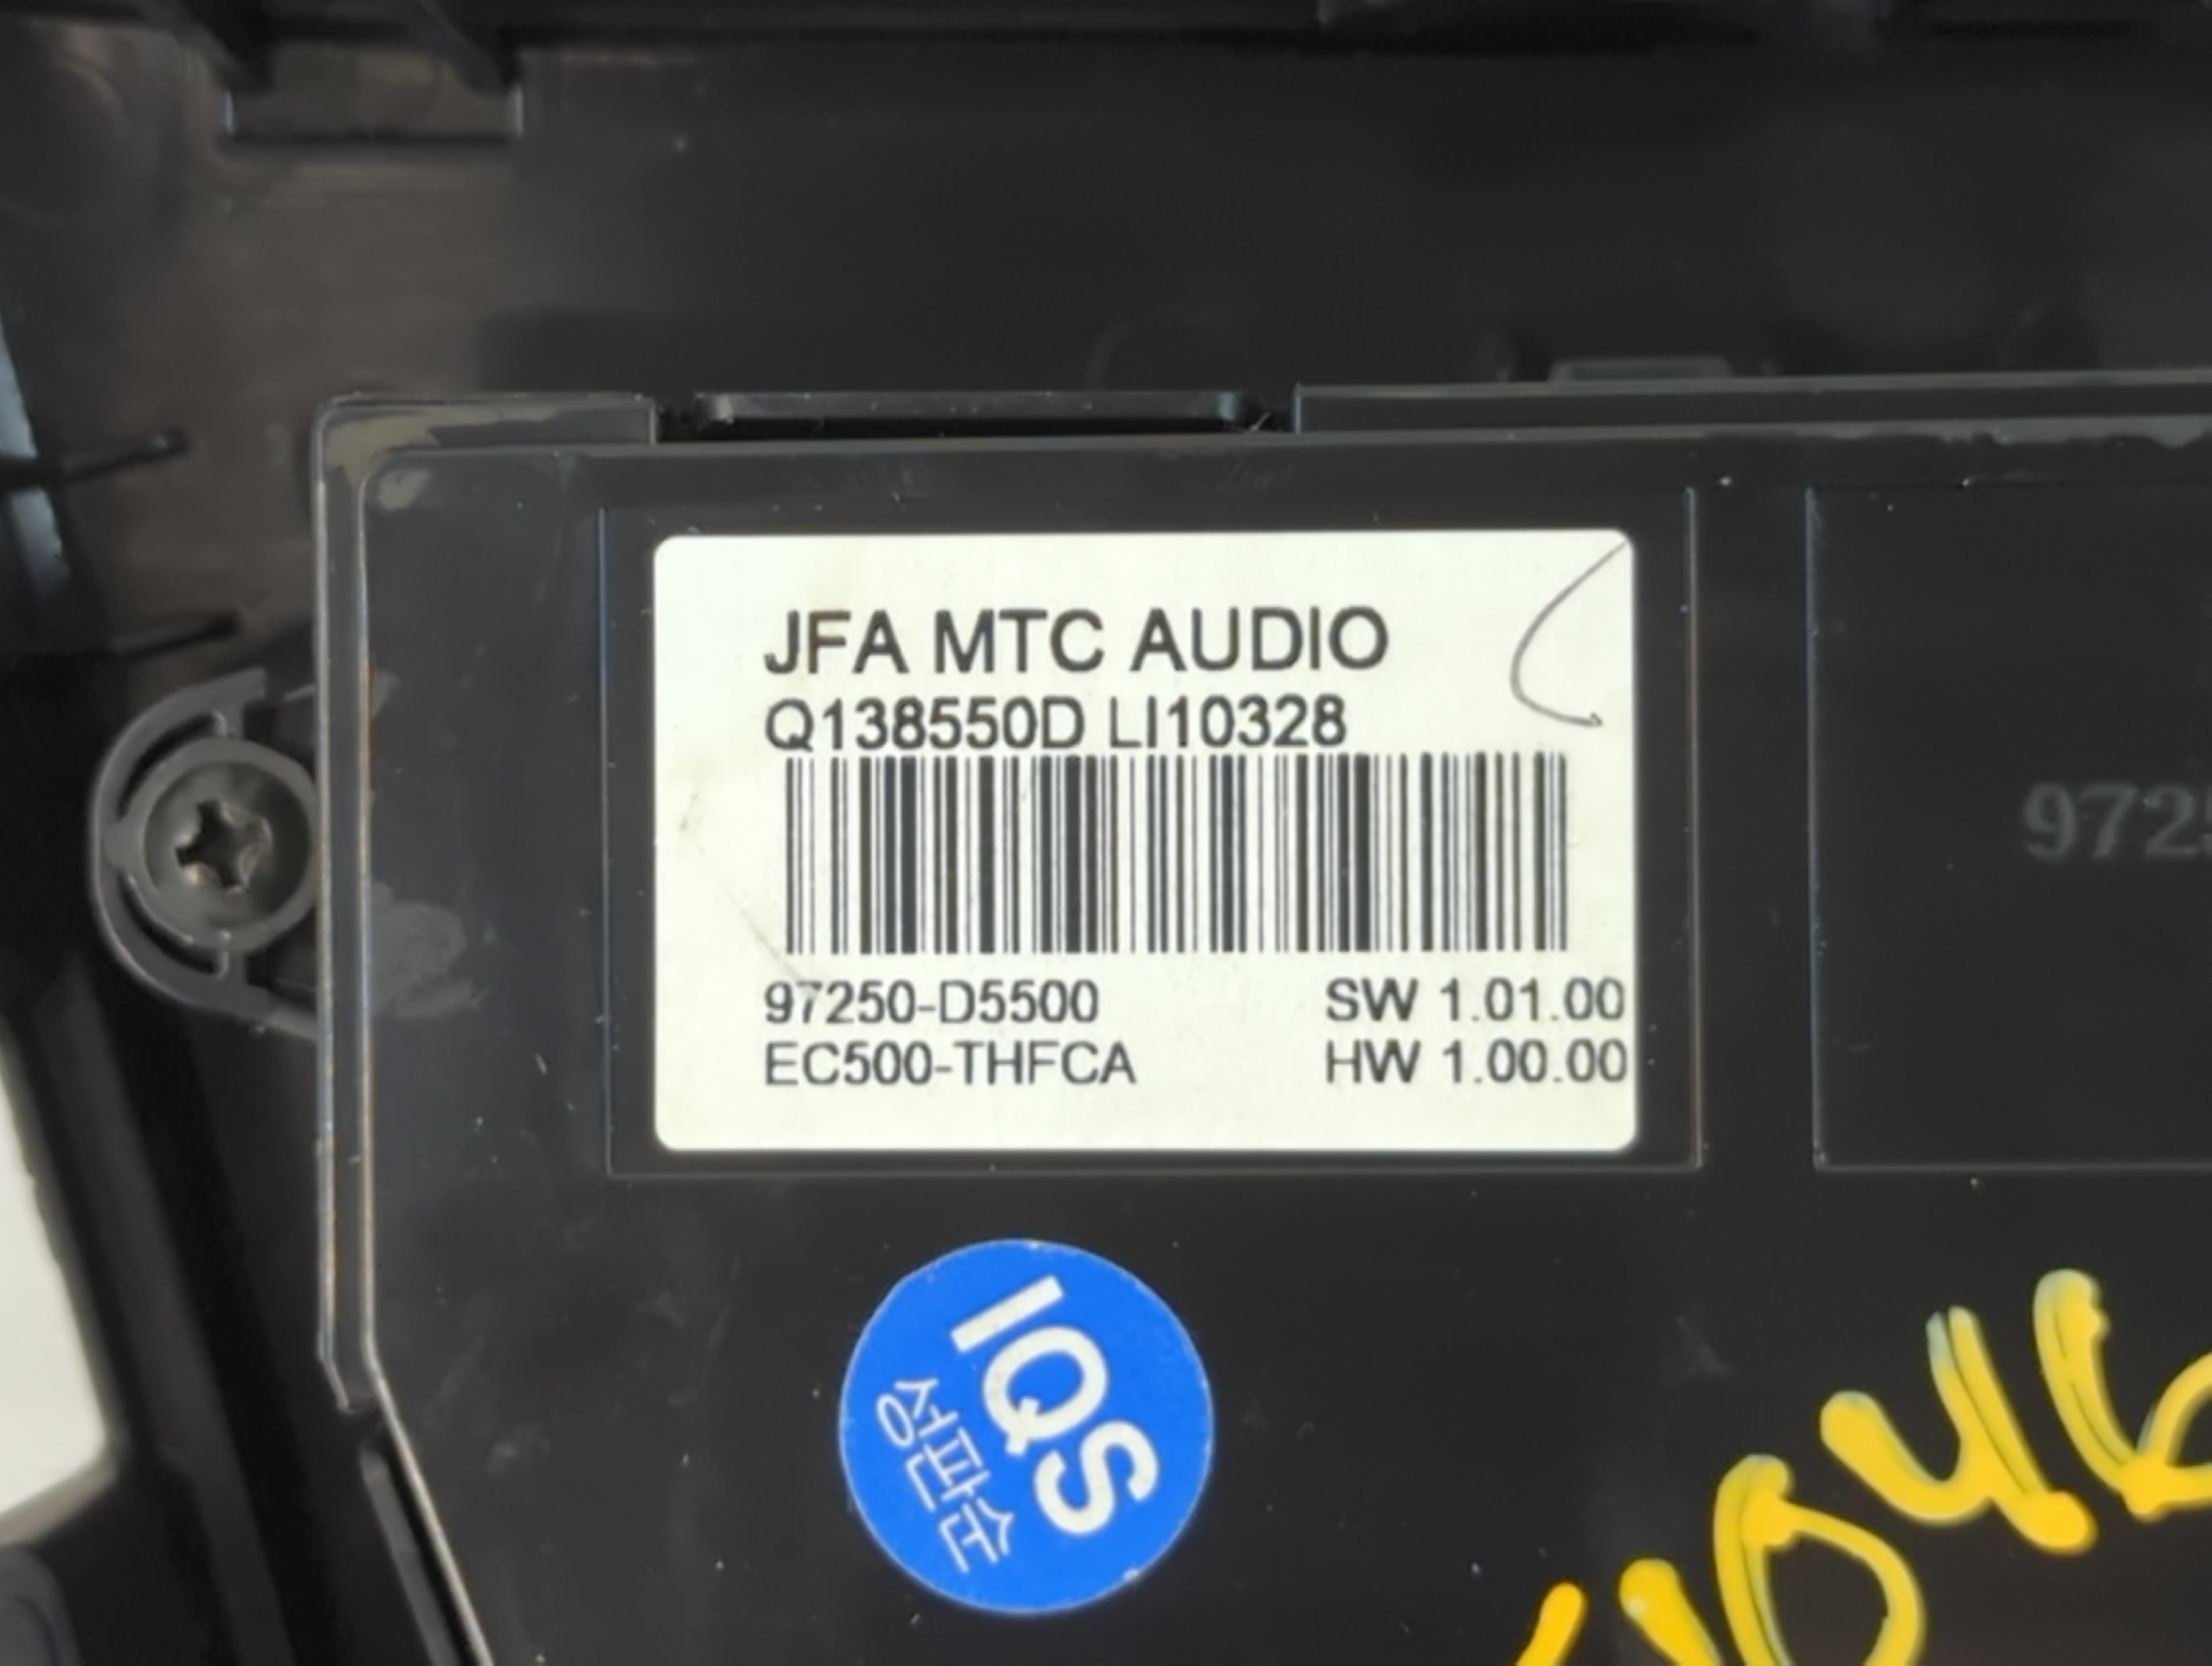 JFA MTC AUDIO
Q138550D LI10328
97250-D5500 SW 1.01.00
EC500-THFCA HW 1.00.00
IQS
성판순